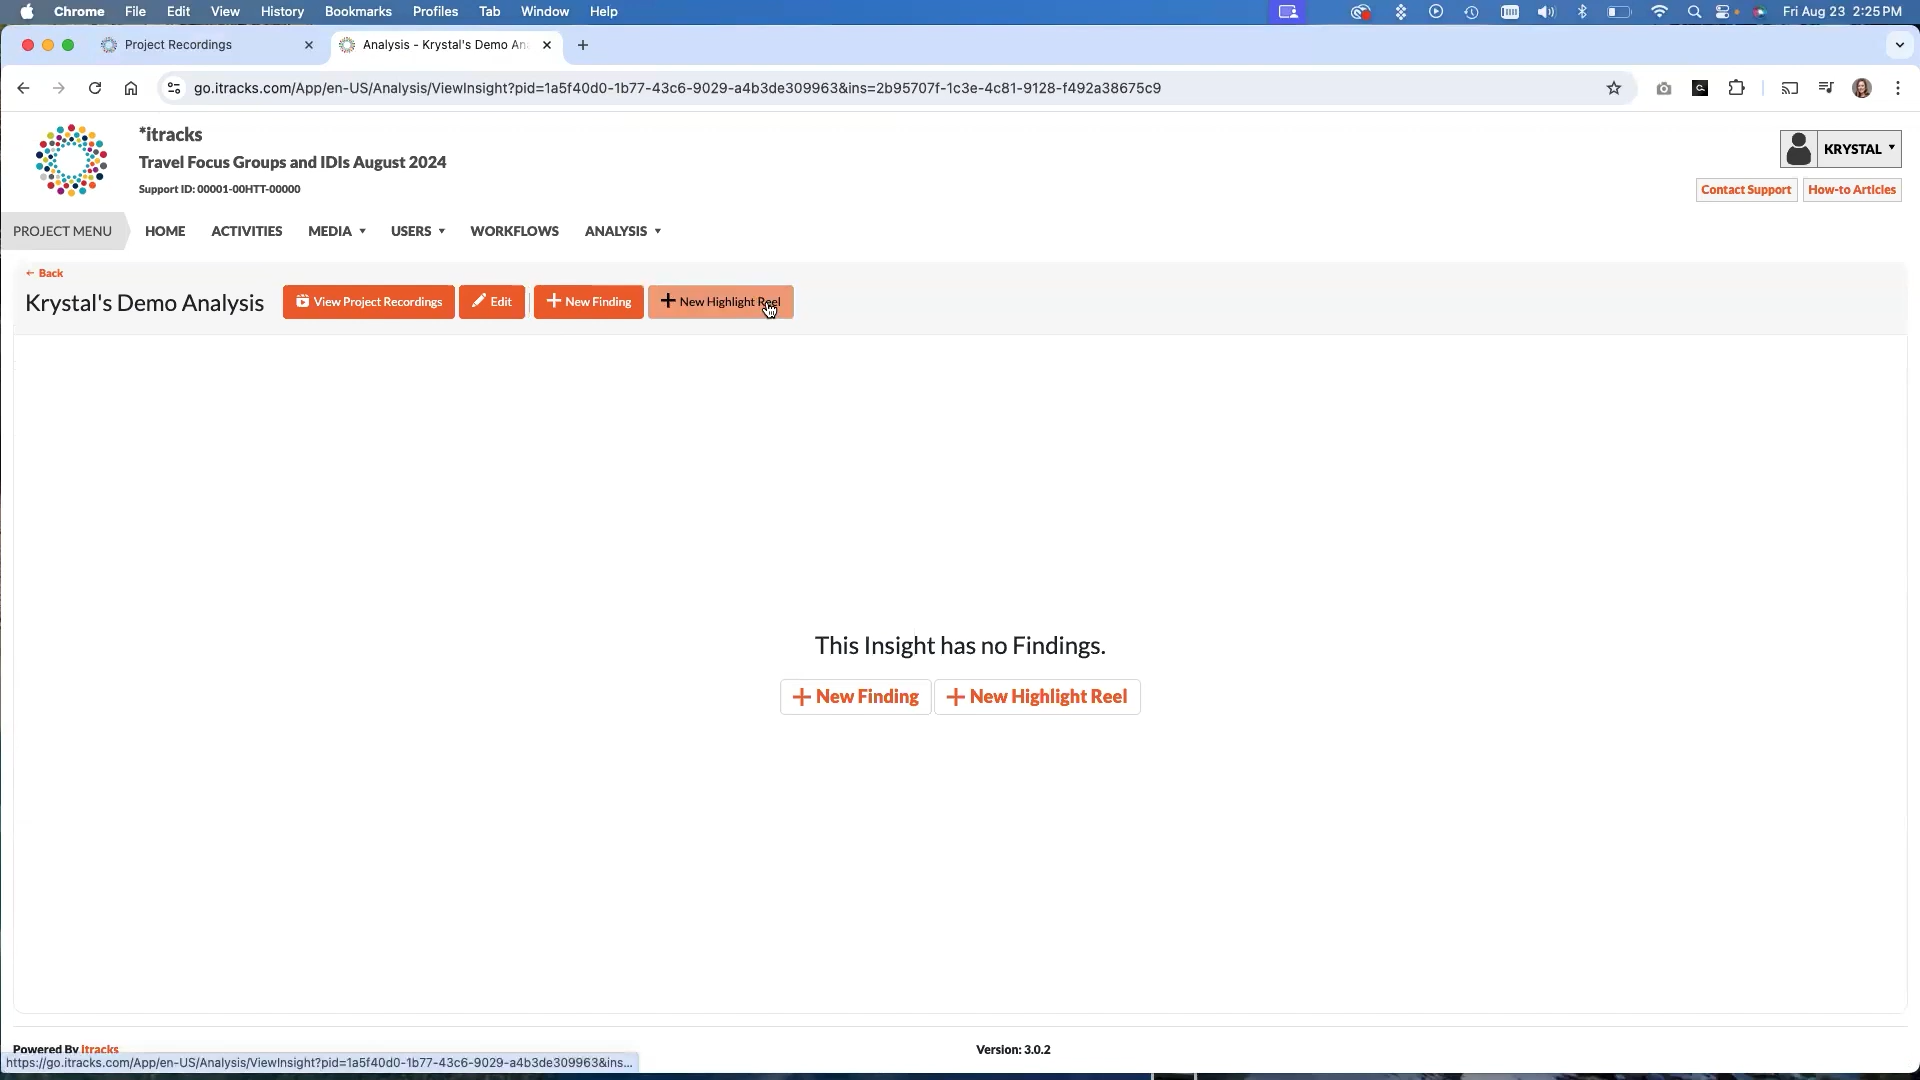 Chrome File Edit View History Bookmarks Profiles Tab Window Help Fri Aug 23 2:25 PM
Project Recordings
Analysis - Krystal's Demo An
go.itracks.com/App/en-US/Analysis/ViewInsight?pid=1a5f40d0-1b77-43c6-9029-a4b3de309963&ins=2b95707f-1c3e-4c81-9128-f492a38675c9
*itracks
Travel Focus Groups and IDIs August 2024
Support ID: 00001-00HTT-00000
KRYSTAL
Contact Support How-to Articles
PROJECT MENU HOME ACTIVITIES MEDIA USERS WORKFLOWS ANALYSIS
← Back
Krystal's Demo Analysis View Project Recordings Edit + New Finding + New Highlight Reel
This Insight has no Findings.
+ New Finding + New Highlight Reel
Powered By Itracks Version: 3.0.2
https://go.itracks.com/App/en-US/Analysis/ViewInsight?pid=1a5f40d0-1b77-43c6-9029-a4b3de309963&ins...